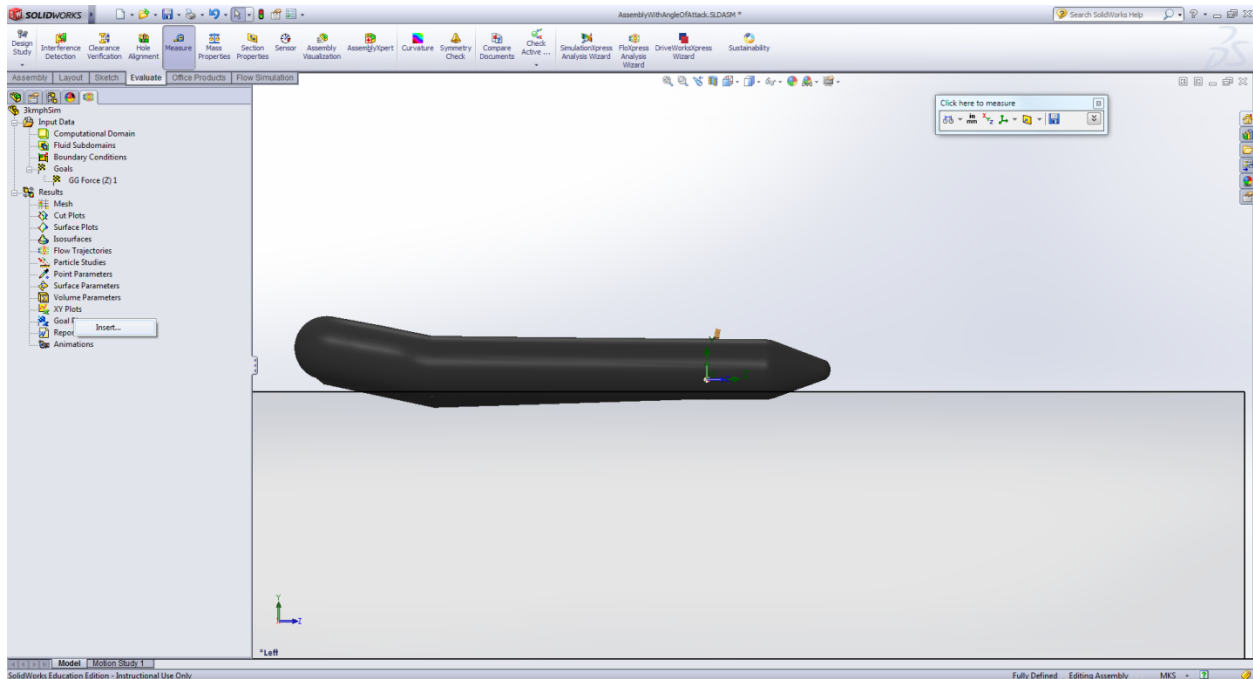 SOLIDWORKS
AssemblyWithAngleOfAttack.SLDASM *
Search SolidWorks Help
Design Study
Interference Detection
Clearance Verification
Hole Alignment
Measure
Mass Properties
Section Properties
Sensor
Assembly Visualization
AssemblyXpert
Curvature
Symmetry Check
Compare Documents
Check Active ...
SimulationXpress Analysis Wizard
FloXpress Analysis Wizard
DriveWorksXpress Wizard
Sustainability
Assembly Layout Sketch Evaluate Office Products Flow Simulation
Click here to measure
in mm
3kmphSim
Input Data
Computational Domain
Fluid Subdomains
Boundary Conditions
Goals
GG Force (Z) 1
Results
Mesh
Cut Plots
Surface Plots
Isosurfaces
Flow Trajectories
Particle Studies
Point Parameters
Surface Parameters
Volume Parameters
XY Plots
Goal
Insert...
Repor
Animations
Y
Z
*Left
Model Motion Study 1
SolidWorks Education Edition - Instructional Use Only
Fully Defined Editing Assembly MKS